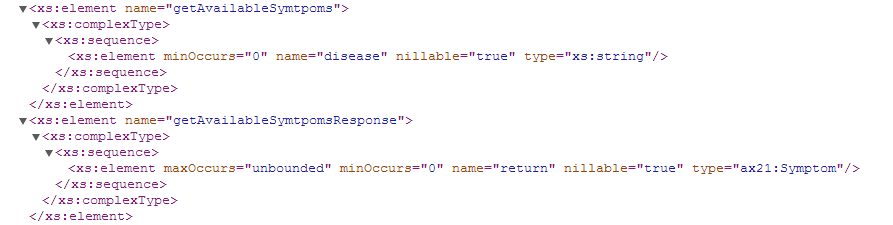 ▼<xs:element name="getAvailableSymtpoms">
▼<xs:complexType>
▼<xs:sequence>
<xs:element minOccurs="0" name="disease" nillable="true" type="xs:string"/>
</xs:sequence>
</xs:complexType>
</xs:element>
▼<xs:element name="getAvailableSymtpomsResponse">
▼<xs:complexType>
▼<xs:sequence>
<xs:element maxOccurs="unbounded" minOccurs="0" name="return" nillable="true" type="ax21:Symptom"/>
</xs:sequence>
</xs:complexType>
</xs:element>